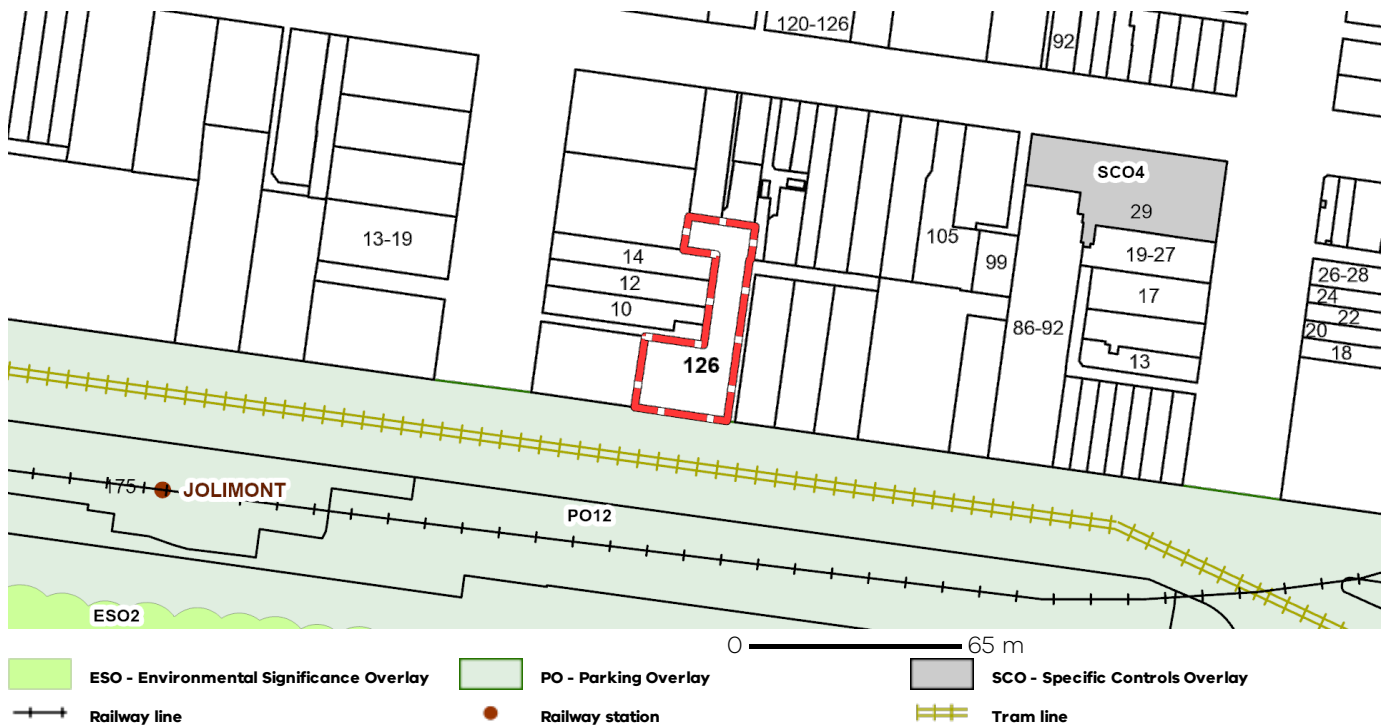 120-126
92
SCO4
29
13-19
105
99
19-27
14
12
10
17
26-28
24
22
20
18
86-92
13
126
175
JOLIMONT
PO12
ESO2
0 65 m
ESO - Environmental Significance Overlay
PO - Parking Overlay
SCO - Specific Controls Overlay
Railway line
Railway station
Tram line